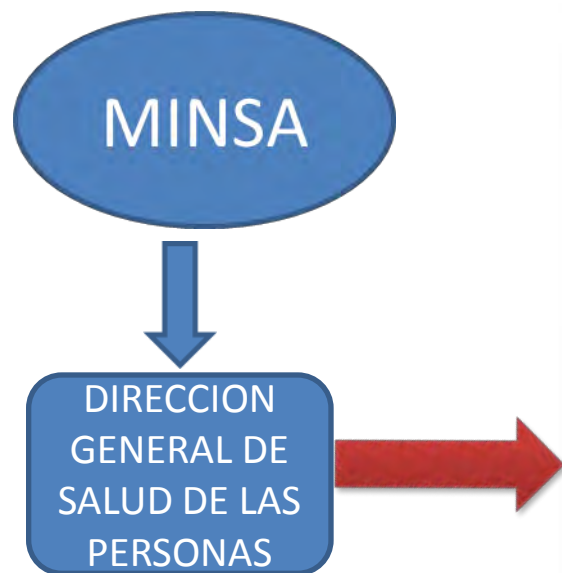 MINSA
DIRECCION
GENERAL DE
SALUD DE LAS
PERSONAS